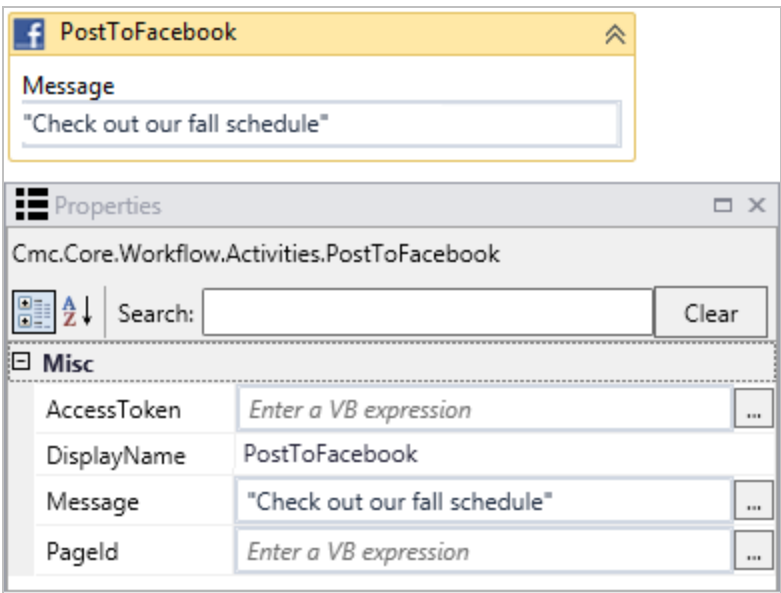 PostToFacebook
Message
"Check out our fall schedule"
Properties
Cmc.Core.Workflow.Activities.PostToFacebook
Search: Clear
Misc
AccessToken Enter a VB expression ...
DisplayName PostToFacebook
Message "Check out our fall schedule" ...
PageId Enter a VB expression ...